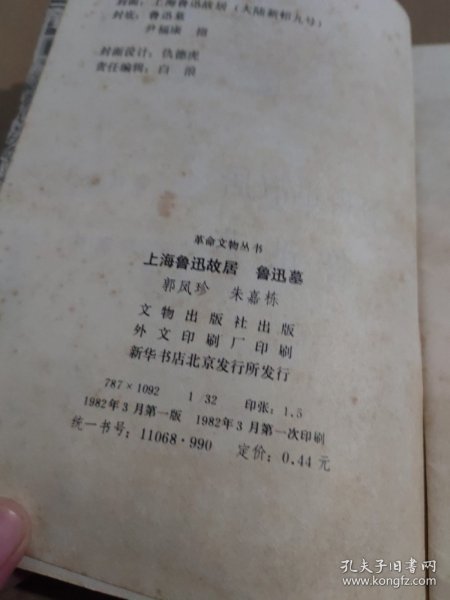 封面：上海鲁迅故居（大陆新邨九号）
封底：鲁迅墓
尹福康 摄
封面设计：仇德虎
责任编辑：白浪
革命文物丛书
上海鲁迅故居 鲁迅墓
郭凤珍 朱嘉栋
文物出版社出版
外文印刷厂印刷
新华书店北京发行所发行
787×1092 1/32 印张：1.5
1982年3月第一版 1982年3月第一次印刷
统一书号：11068·990 定价：0.44元
孔夫子旧书网
www.kongfz.com